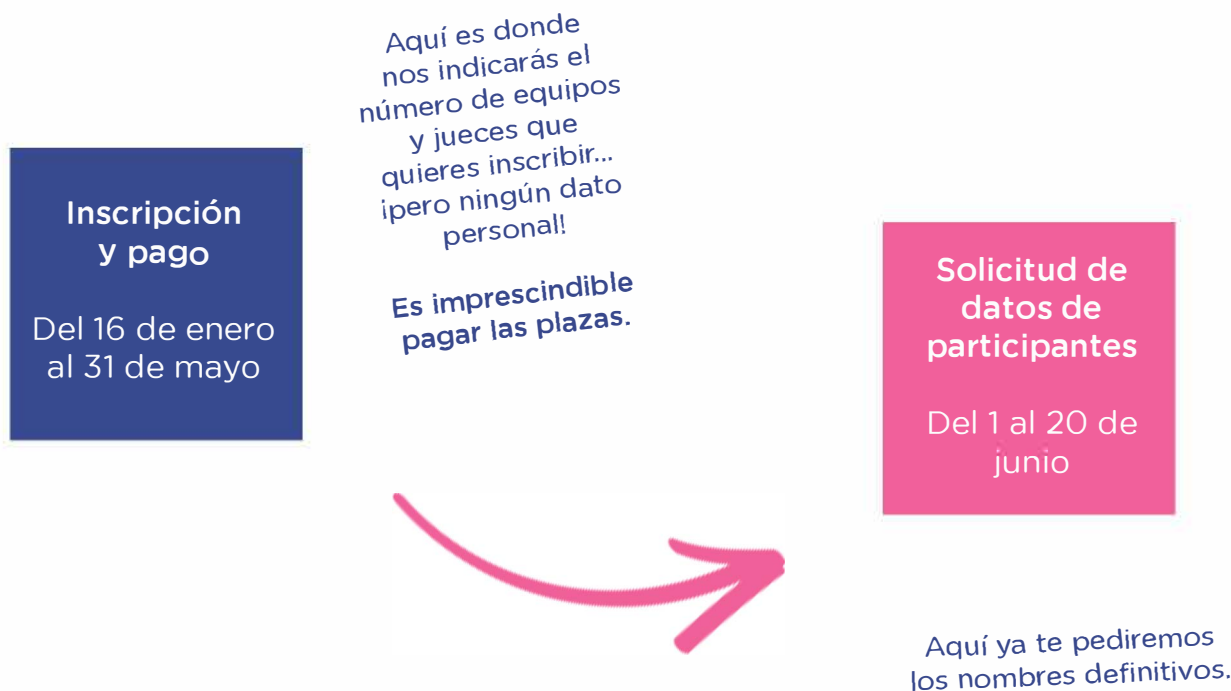 Inscripción
y pago
Del 16 de enero
al 31 de mayo
Aquí es donde
nos indicarás el
número de equipos
y jueces que
quieres inscribir...
¡pero ningún dato
personal!
Es imprescindible
pagar las plazas.
Solicitud de
datos de
participantes
Del 1 al 20 de
junio
Aquí ya te pediremos
los nombres definitivos.